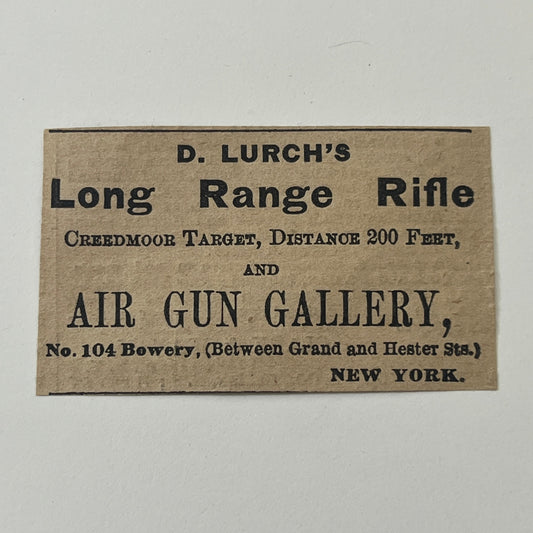 D. LURCH'S
Long Range Rifle
CREEDMOOR TARGET, DISTANCE 200 FEET,
AND
AIR GUN GALLERY,
No. 104 Bowery, (Between Grand and Hester Sts.)
NEW YORK.